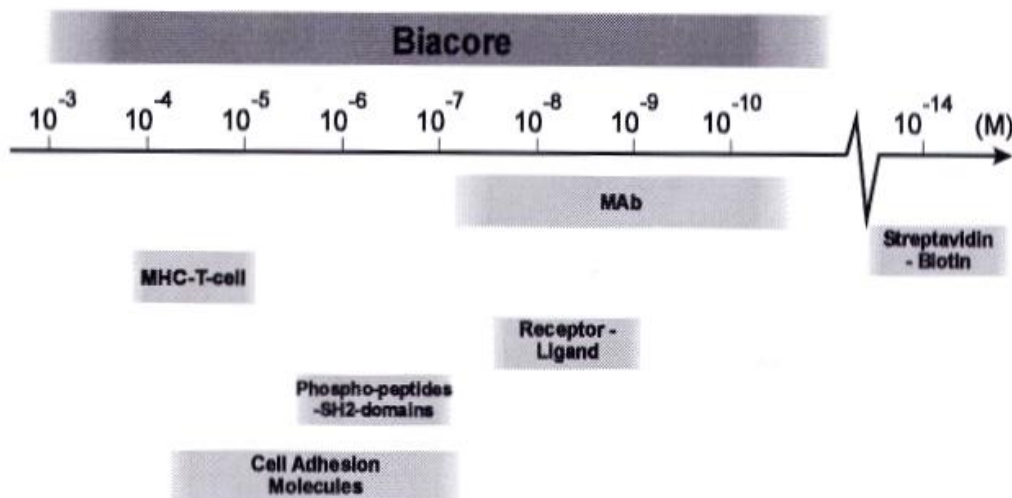 Biacore
10⁻³ 10⁻⁴ 10⁻⁵ 10⁻⁶ 10⁻⁷ 10⁻⁸ 10⁻⁹ 10⁻¹⁰ 10⁻¹⁴ (M)
MAb
Streptavidin
- Biotin
MHC-T-cell
Receptor -
Ligand
Phospho-peptides
-SH2-domains
Cell Adhesion
Molecules